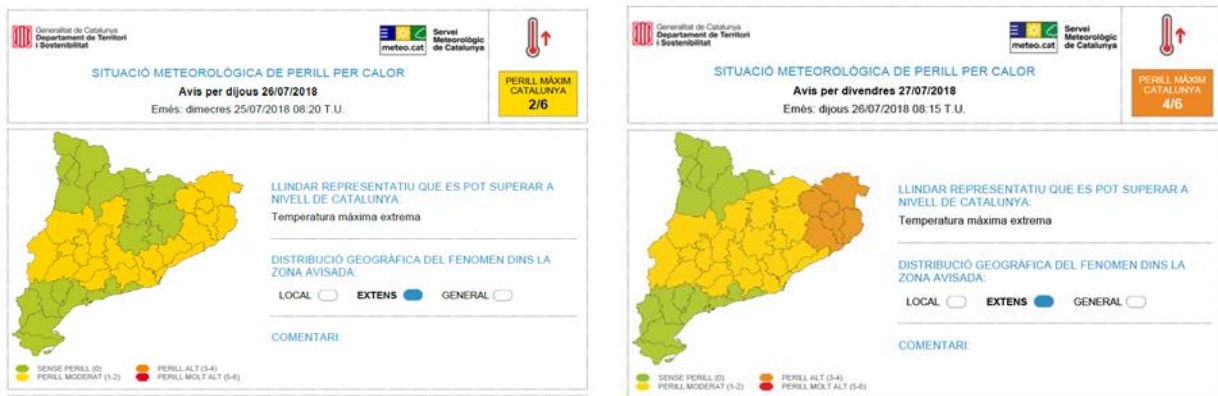 Generalitat de Catalunya
Departament de Territori
i Sostenibilitat
meteo.cat
Servei
Meteorològic
de Catalunya
SITUACIÓ METEOROLÒGICA DE PERILL PER CALOR
Avís per dijous 26/07/2018
Emès: dimecres 25/07/2018 08:20 T.U.
PERILL MÀXIM
CATALUNYA
2/6
LLINDAR REPRESENTATIU QUE ES POT SUPERAR A
NIVELL DE CATALUNYA:
Temperatura màxima extrema
DISTRIBUCIÓ GEOGRÀFICA DEL FENOMEN DINS LA
ZONA AVISADA:
LOCAL EXTENS GENERAL
COMENTARI:
SENSE PERILL (0) PERILL ALT (3-4)
PERILL MODERAT (1-2) PERILL MOLT ALT (5-6)
Generalitat de Catalunya
Departament de Territori
i Sostenibilitat
meteo.cat
Servei
Meteorològic
de Catalunya
SITUACIÓ METEOROLÒGICA DE PERILL PER CALOR
Avís per divendres 27/07/2018
Emès: dijous 26/07/2018 08:15 T.U.
PERILL MÀXIM
CATALUNYA
4/6
LLINDAR REPRESENTATIU QUE ES POT SUPERAR A
NIVELL DE CATALUNYA:
Temperatura màxima extrema
DISTRIBUCIÓ GEOGRÀFICA DEL FENOMEN DINS LA
ZONA AVISADA:
LOCAL EXTENS GENERAL
COMENTARI:
SENSE PERILL (0) PERILL ALT (3-4)
PERILL MODERAT (1-2) PERILL MOLT ALT (5-6)